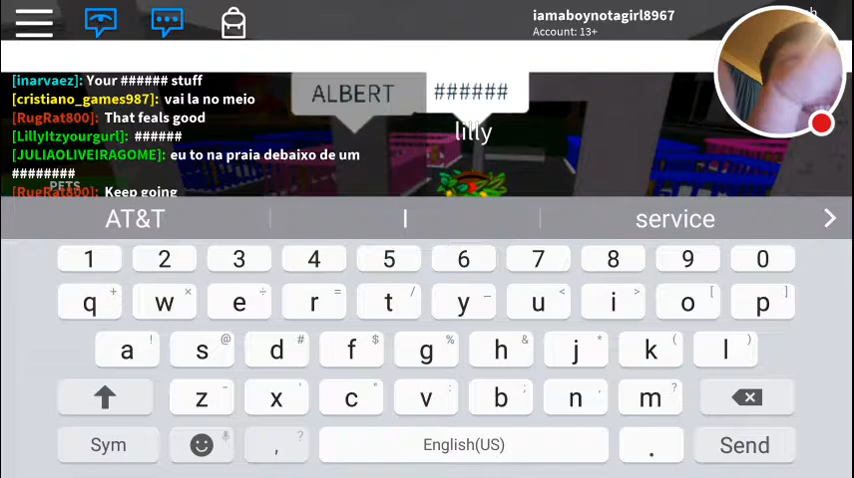 iamaboynotagirl8967
Account: 13+
[inarvaez]: Your ###### stuff
[cristiano_games987]: vai la no meio
[RugRat800]: That feals good
[LillyItzyourgurl]: ######
[JULIAOLIVEIRAGOME]: eu to na praia debaixo de um
########
[RugRat800]: Keep going
PETS
ALBERT
######
lilly
AT&T | service
1 2 3 4 5 6 7 8 9 0
q + w × e ÷ r = t / y _ u < i > o [ p ]
a ! s @ d # f $ g % h & j * k ( l )
z - x ' c " v : b ; n , m ?
Sym , ? English(US) . Send